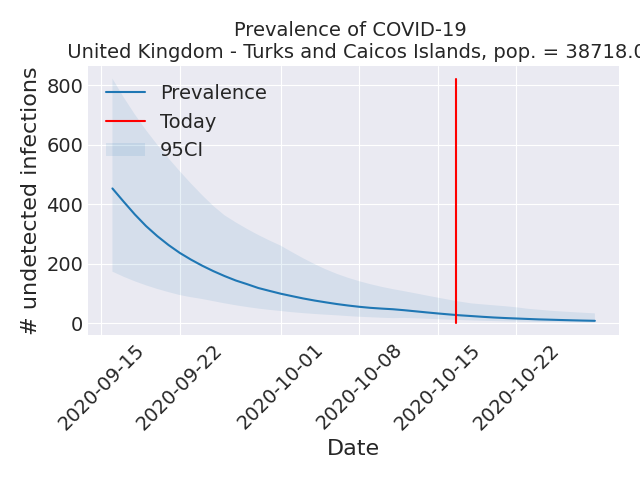 Prevalence of COVID-19
United Kingdom - Turks and Caicos Islands, pop. = 38718.0
# undetected infections
800
600
400
200
0
Prevalence
Today
95CI
2020-09-15
2020-09-22
2020-10-01
2020-10-08
2020-10-15
2020-10-22
Date